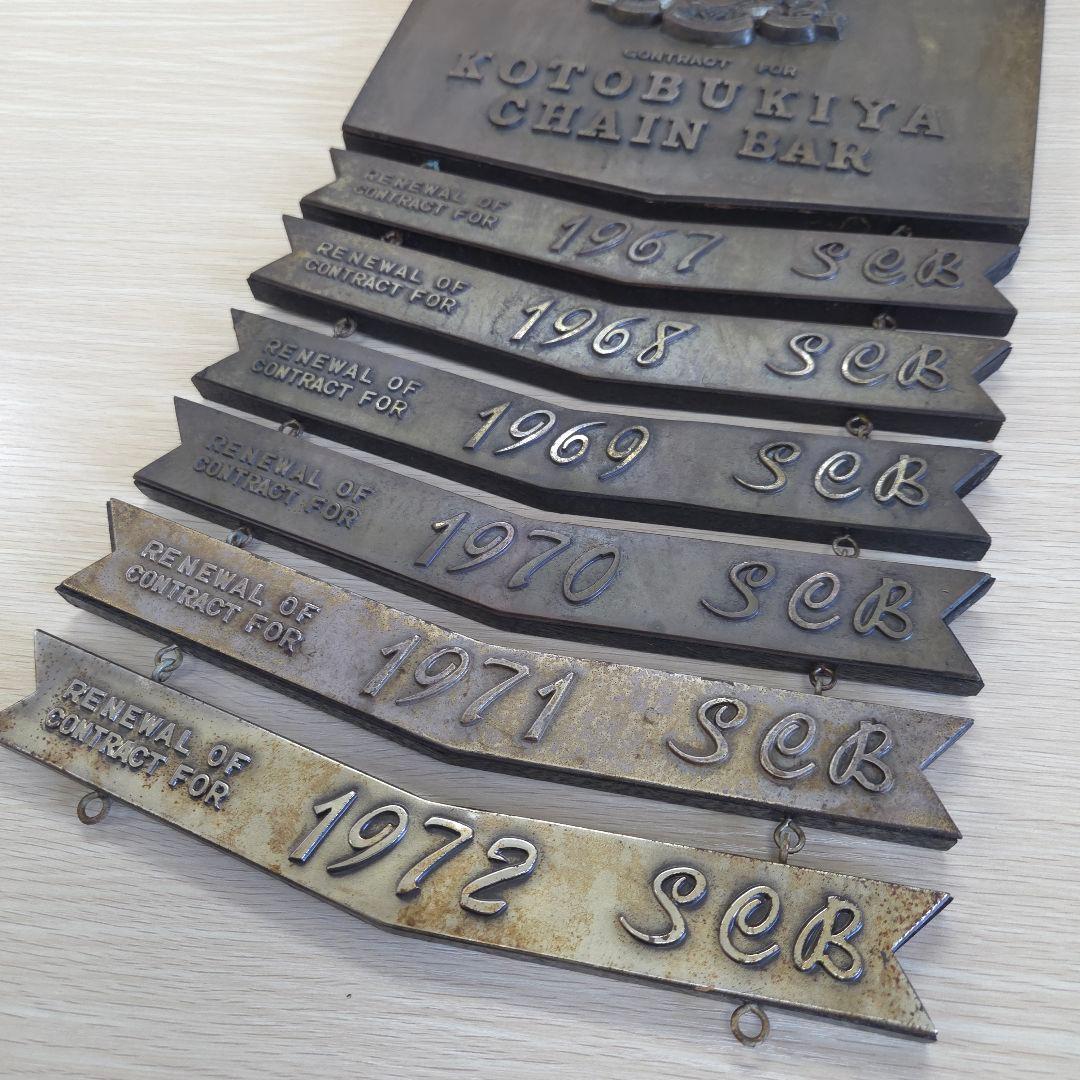 CONTRACT FOR
KOTOBUKIYA
CHAIN BAR
RENEWAL OF
CONTRACT FOR
1967 SCB
RENEWAL OF
CONTRACT FOR
1968 SCB
RENEWAL OF
CONTRACT FOR
1969 SCB
RENEWAL OF
CONTRACT FOR
1970 SCB
RENEWAL OF
CONTRACT FOR
1971 SCB
RENEWAL OF
CONTRACT FOR
1972 SCB